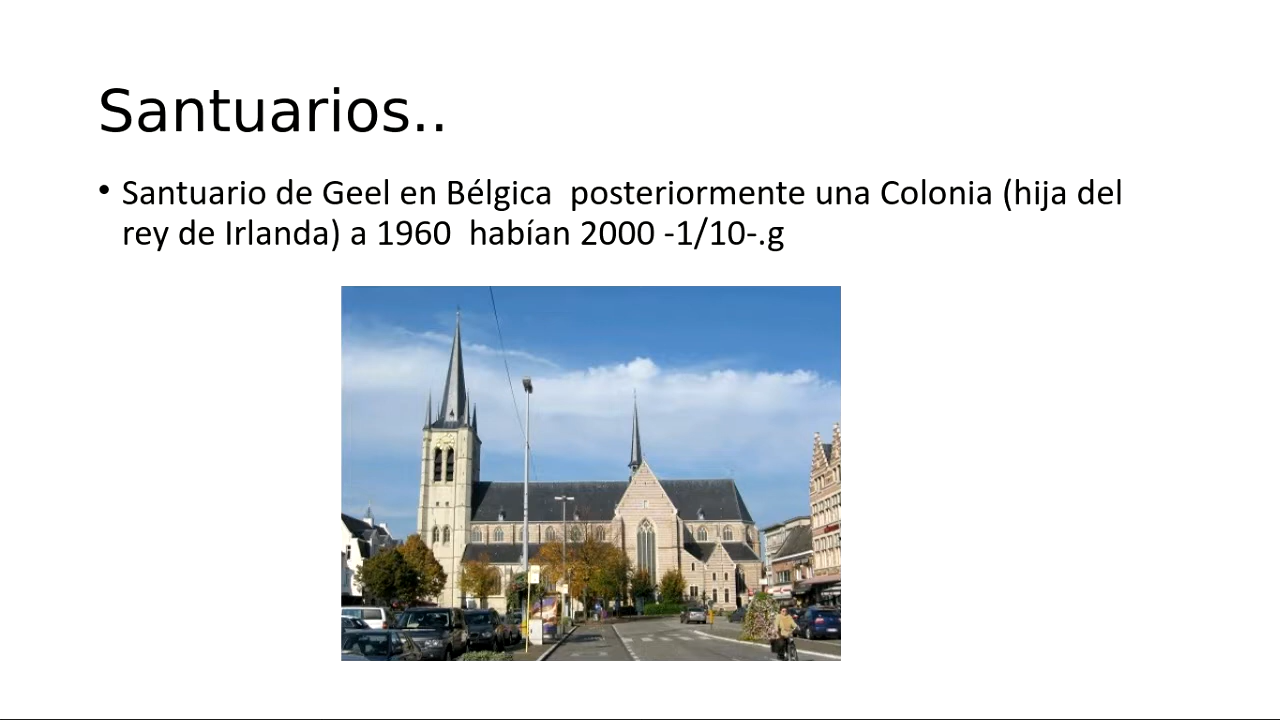 Santuarios..
• Santuario de Geel en Bélgica  posteriormente una Colonia (hija del
rey de Irlanda) a 1960  habían 2000 -1/10-.g